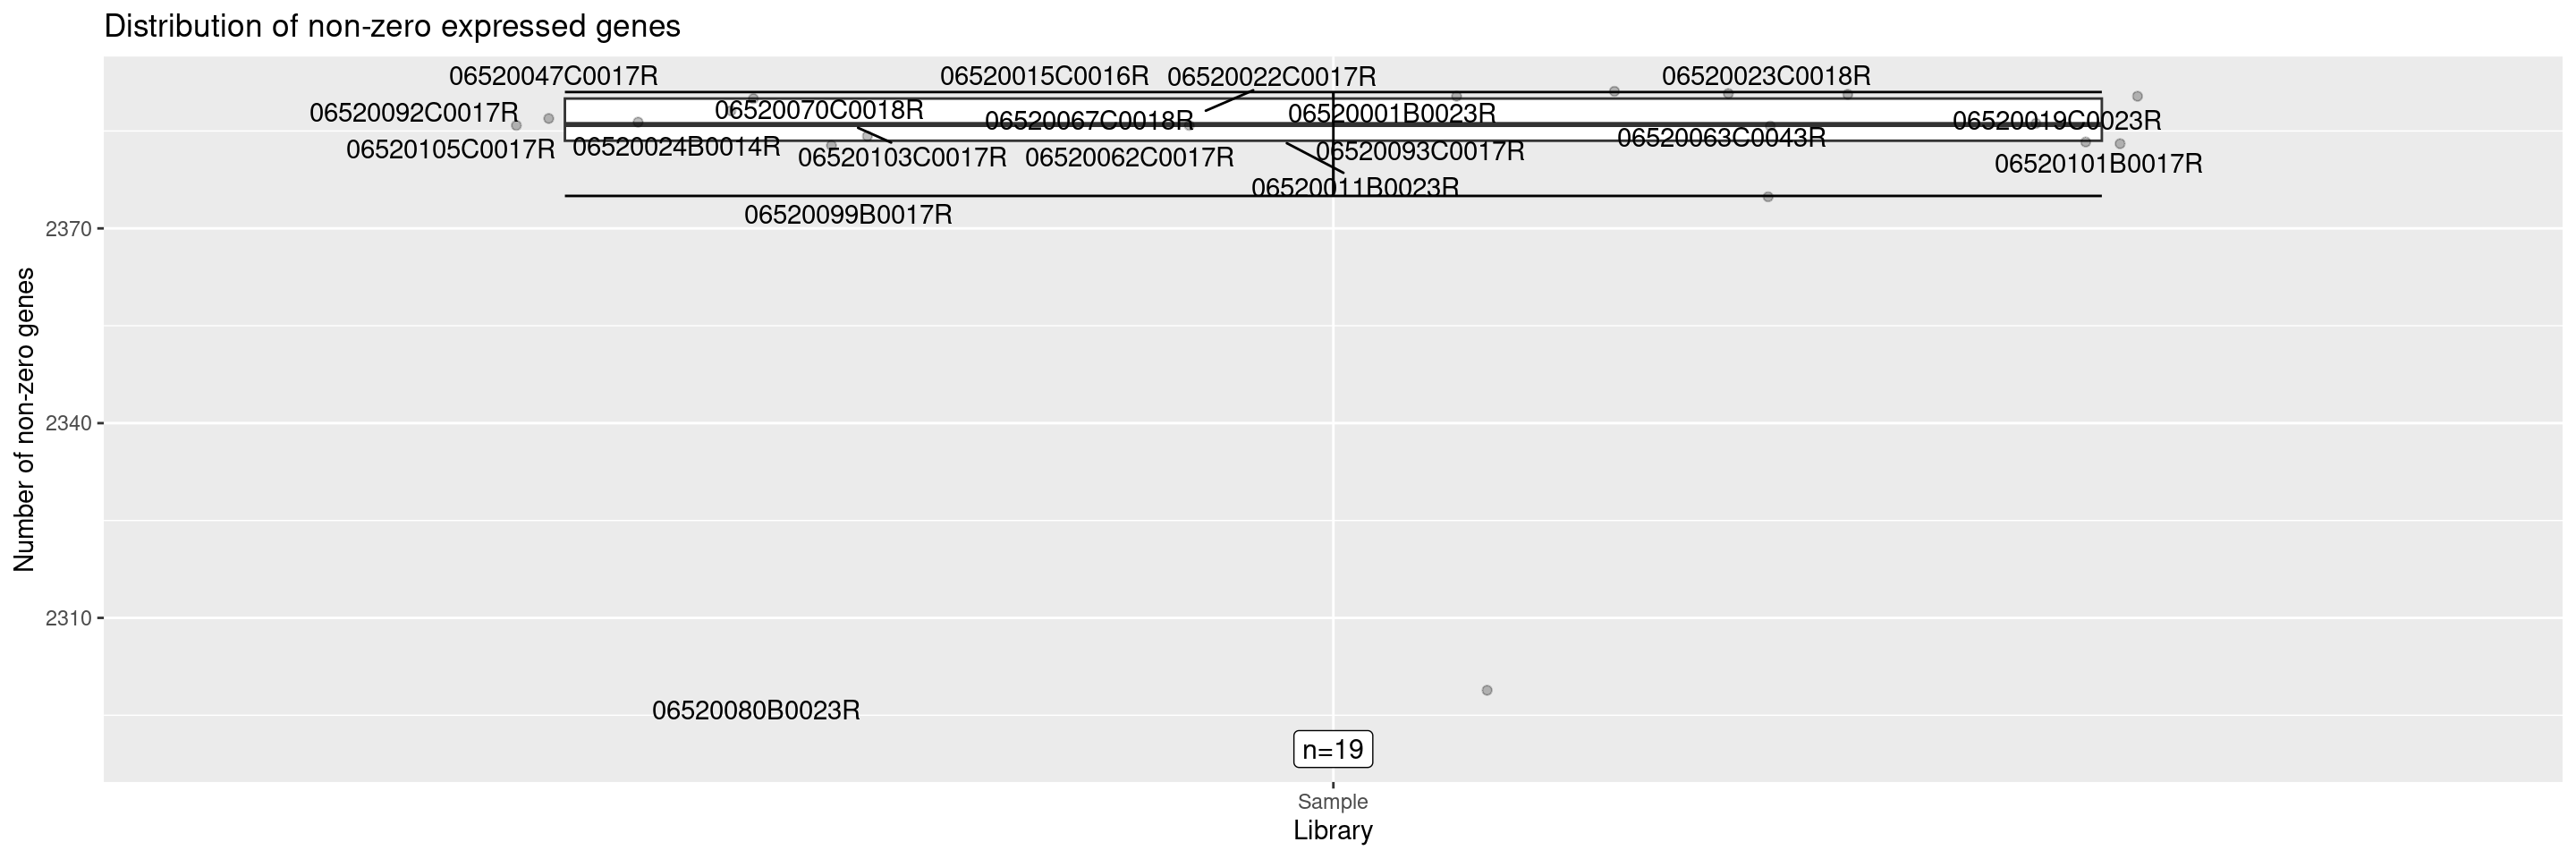 Distribution of non-zero expressed genes
06520047C0017R
06520015C0016R
06520022C0017R
06520023C0018R
06520092C0017R
06520070C0018R
06520067C0018R
06520001B0023R
06520019C0023R
06520105C0017R
06520024B0014R
06520103C0017R
06520062C0017R
06520093C0017R
06520063C0043R
06520101B0017R
06520011B0023R
06520099B0017R
2370
2340
2310
Number of non-zero genes
06520080B0023R
n=19
Sample
Library